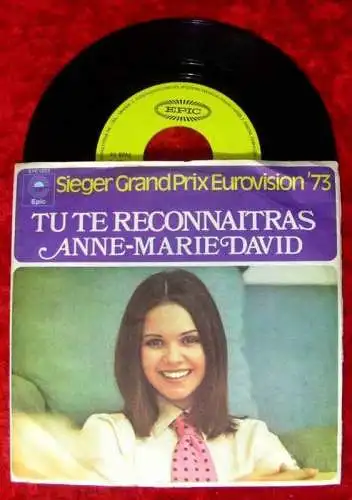 EPIC
Epic
Sieger Grand Prix Eurovision '73
TU TE RECONNAITRAS
ANNE-MARIE DAVID